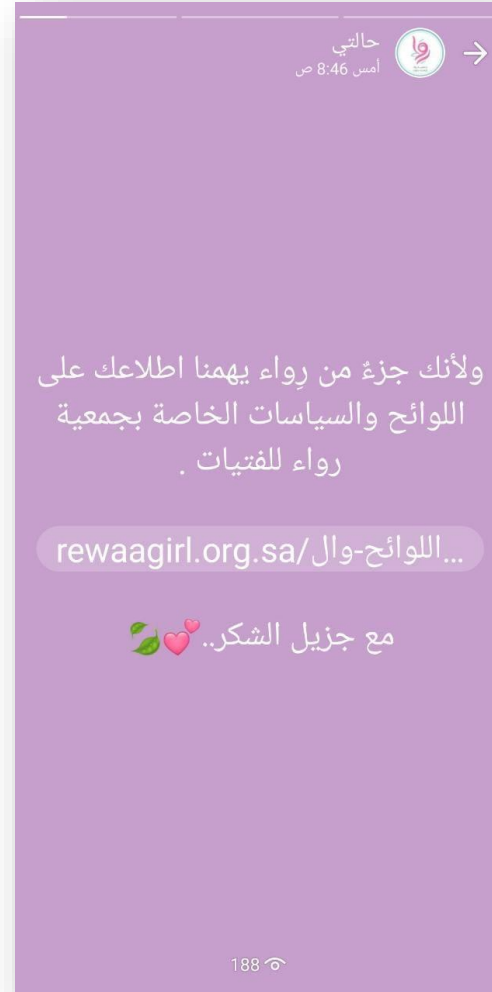 حالتي
أمس 8:46 ص
ولأنك جزءٌ من رِواء يهمنا اطلاعك على
اللوائح والسياسات الخاصة بجمعية
رواء للفتيات .
rewaagirl.org.sa/اللوائح-وال...
مع جزيل الشكر..💕🍃
188